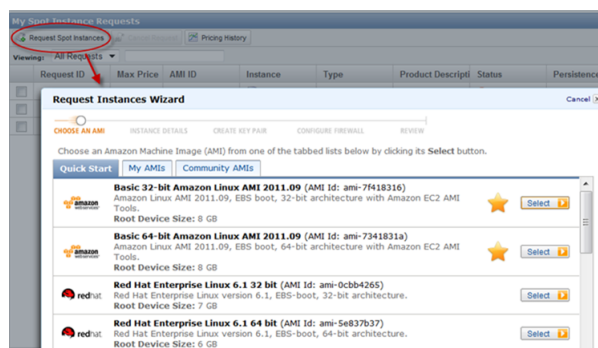 My Spot Instance Requests
Request Spot Instances Cancel Request Pricing History
Viewing: All Requests
Request ID Max Price AMI ID Instance Type Product Descripti Status Persistence
Request Instances Wizard Cancel
CHOOSE AN AMI INSTANCE DETAILS CREATE KEY PAIR CONFIGURE FIREWALL REVIEW
Choose an Amazon Machine Image (AMI) from one of the tabbed lists below by clicking its Select button.
Quick Start My AMIs Community AMIs
Basic 32-bit Amazon Linux AMI 2011.09 (AMI Id: ami-7f418316)
amazon webservices Amazon Linux AMI 2011.09, EBS boot, 32-bit architecture with Amazon EC2 AMI Select
Tools.
Root Device Size: 8 GB
Basic 64-bit Amazon Linux AMI 2011.09 (AMI Id: ami-7341831a)
amazon webservices Amazon Linux AMI 2011.09, EBS boot, 64-bit architecture with Amazon EC2 AMI Select
Tools.
Root Device Size: 8 GB
Red Hat Enterprise Linux 6.1 32 bit (AMI Id: ami-0cbb4265)
redhat Red Hat Enterprise Linux version 6.1, EBS-boot, 32-bit architecture. Select
Root Device Size: 7 GB
Red Hat Enterprise Linux 6.1 64 bit (AMI Id: ami-5e837b37)
redhat Red Hat Enterprise Linux version 6.1, EBS-boot, 64-bit architecture. Select
Root Device Size: 6 GB